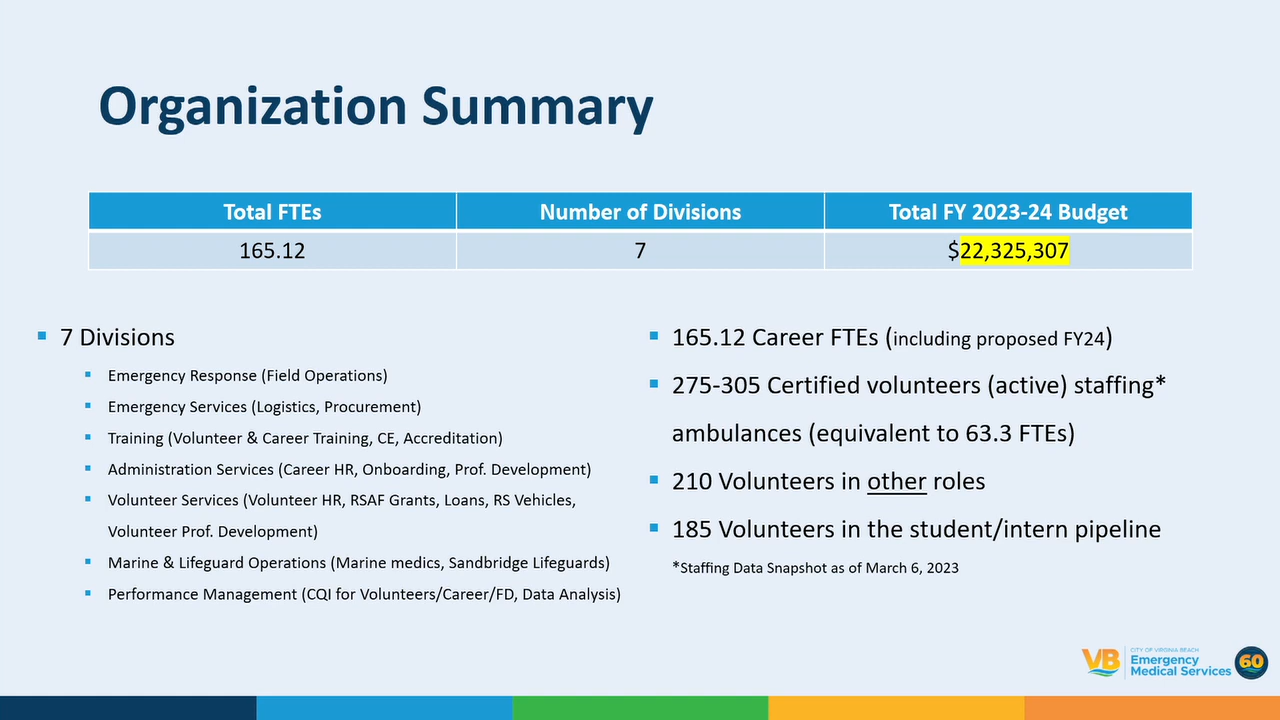 Organization Summary
Total FTEs
Number of Divisions
Total FY 2023-24 Budget
165.12
7
$22,325,307
7 Divisions
Emergency Response (Field Operations)
Emergency Services (Logistics, Procurement)
Training (Volunteer & Career Training, CE, Accreditation)
Administration Services (Career HR, Onboarding, Prof. Development)
Volunteer Services (Volunteer HR, RSAF Grants, Loans, RS Vehicles,
Volunteer Prof. Development)
Marine & Lifeguard Operations (Marine medics, Sandbridge Lifeguards)
Performance Management (CQI for Volunteers/Career/FD, Data Analysis)
165.12 Career FTEs (including proposed FY24)
275-305 Certified volunteers (active) staffing*
ambulances (equivalent to 63.3 FTEs)
210 Volunteers in other roles
185 Volunteers in the student/intern pipeline
*Staffing Data Snapshot as of March 6, 2023
VB
CITY OF VIRGINIA BEACH
Emergency
Medical Services
60